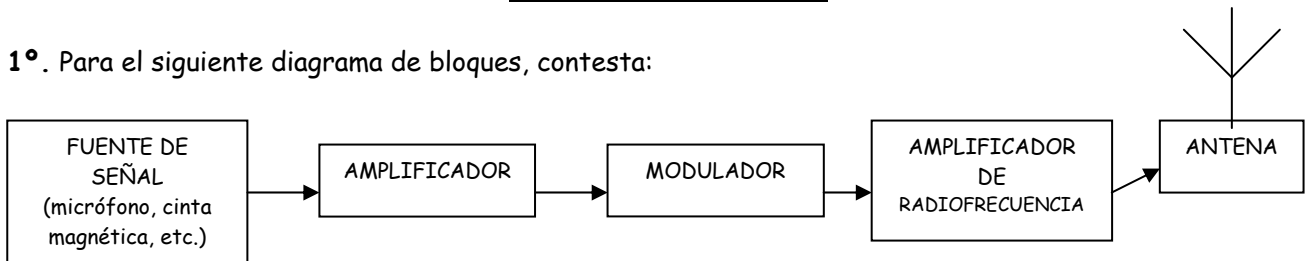 1º. Para el siguiente diagrama de bloques, contesta:
FUENTE DE
SEÑAL
(micrófono, cinta
magnética, etc.)
AMPLIFICADOR
MODULADOR
AMPLIFICADOR
DE
RADIOFRECUENCIA
ANTENA